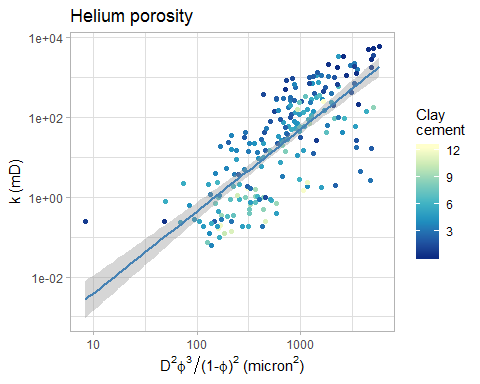 Helium porosity
1e+04
1e+02
1e+00
1e-02
k (mD)
10
100
1000
D²ϕ³/(1-ϕ)² (micron²)
Clay
cement
12
9
6
3